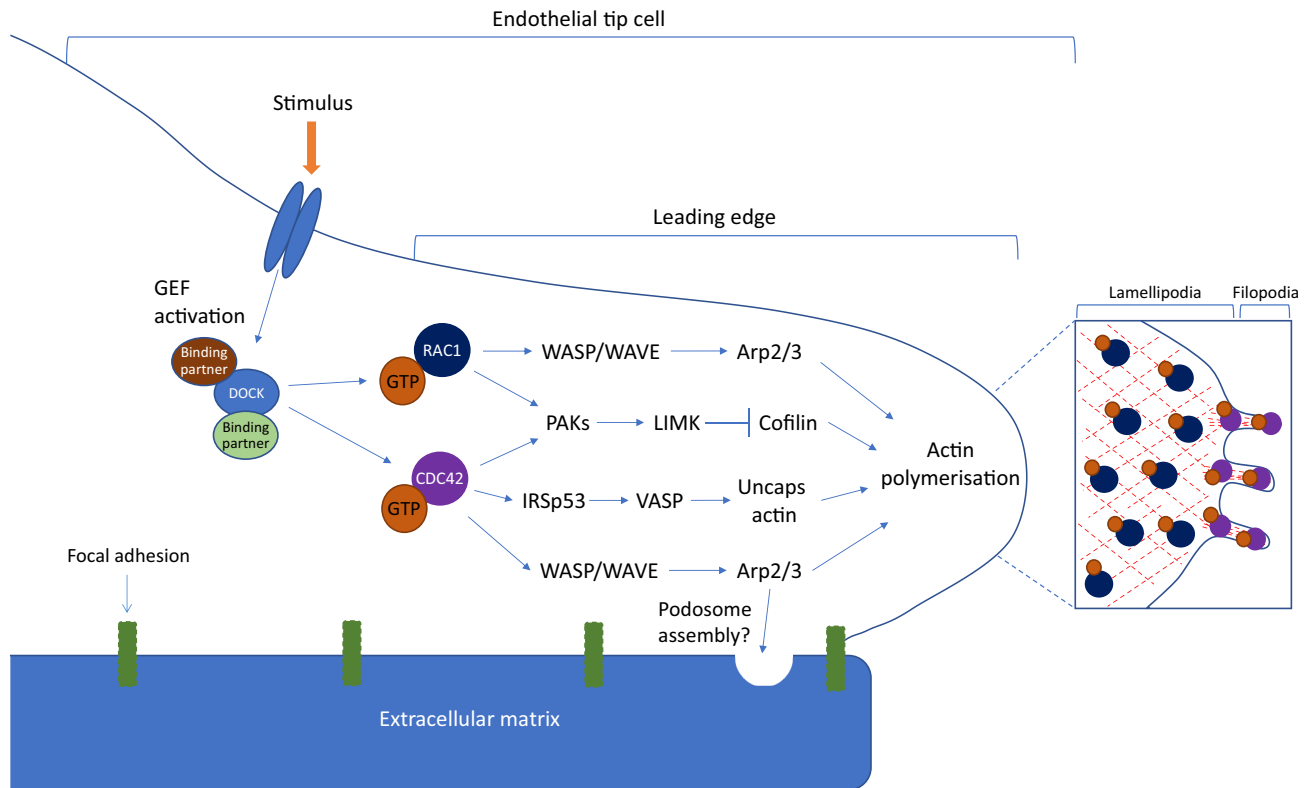 Endothelial tip cell
Stimulus
Leading edge
GEF
activation
Lamellipodia
Filopodia
Binding
partner
DOCK
Binding
partner
RAC1
GTP
WASP/WAVE
Arp2/3
PAKs
LIMK
Cofilin
Actin
polymerisation
CDC42
GTP
IRSp53
VASP
Uncaps
actin
WASP/WAVE
Arp2/3
Focal adhesion
Podosome
assembly?
Extracellular matrix